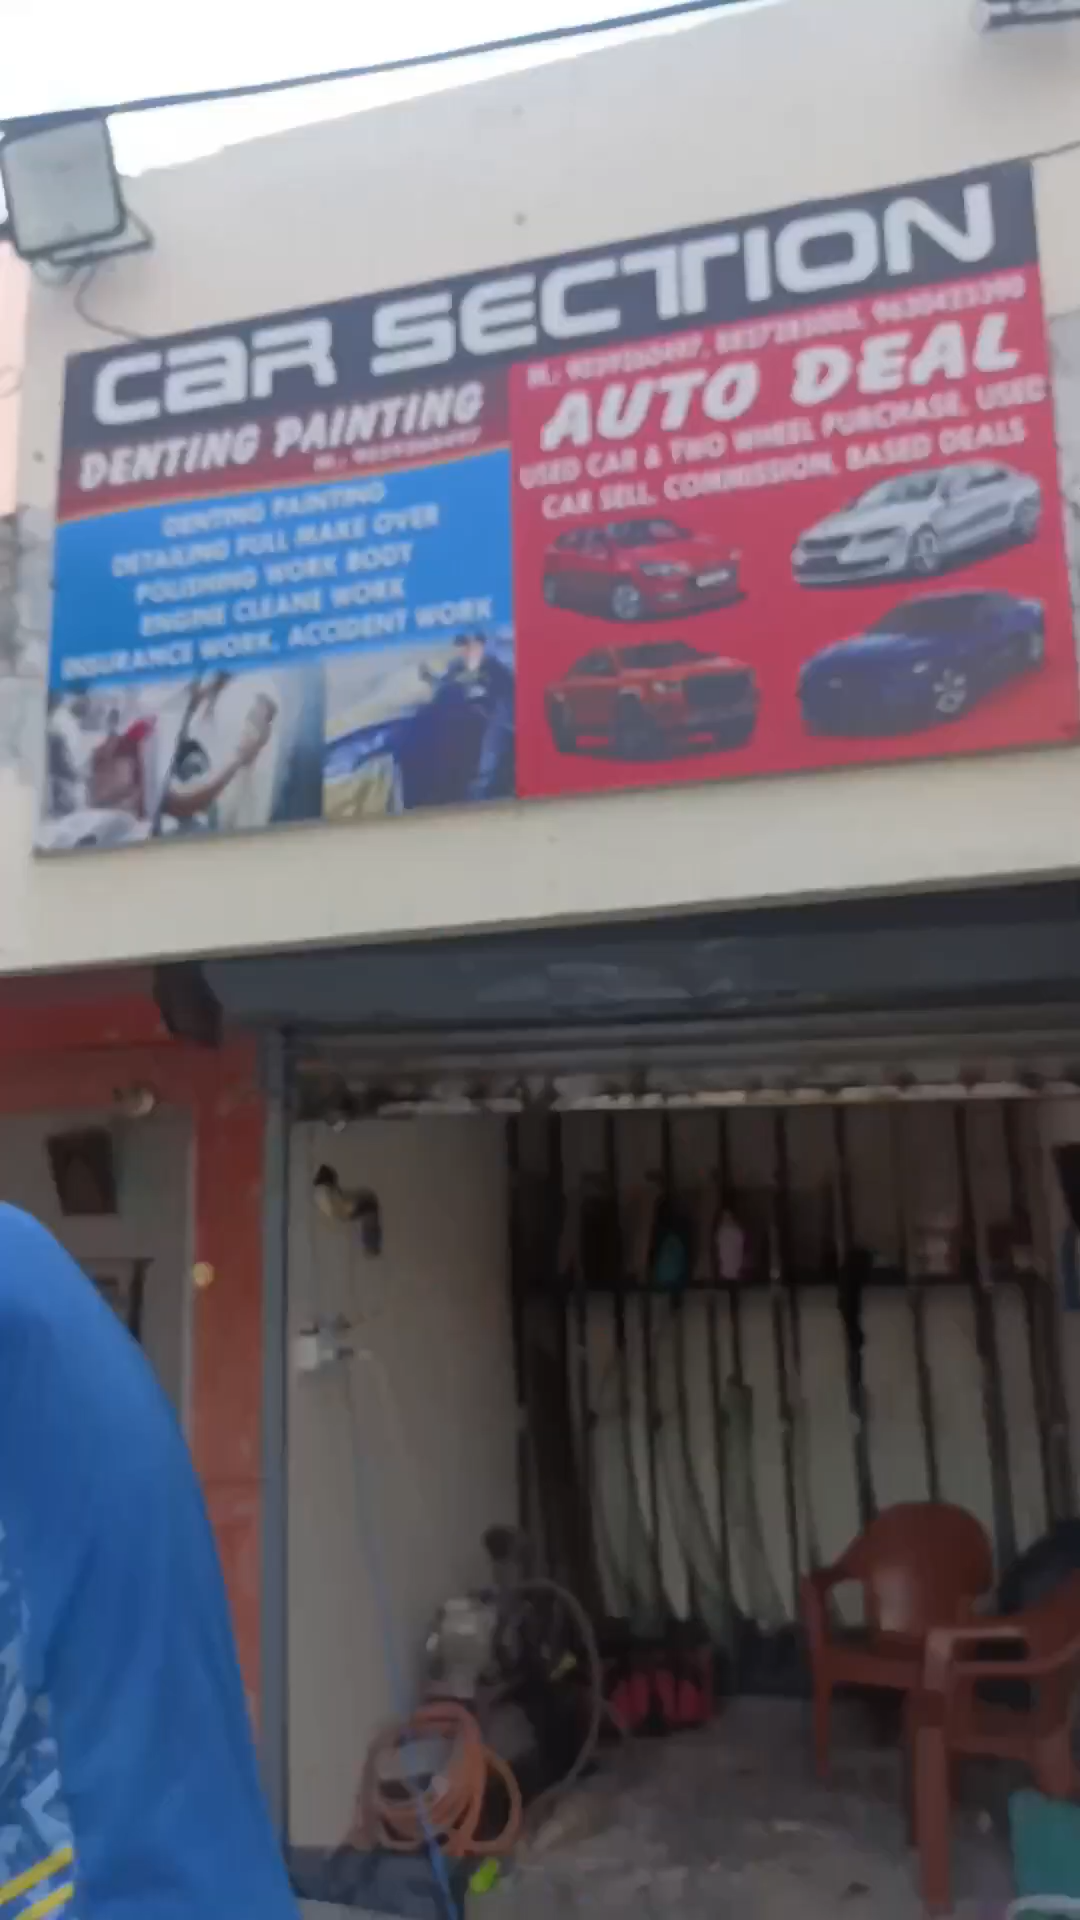 CAR SECTION
DENTING PAINTING
DENTING PAINTING
DETAILING FULL MAKE OVER
POLISHING WORK BODY
ENGINE CLEANE WORK
INSURANCE WORK, ACCIDENT WORK
AUTO DEAL
USED CAR & TWO WHEEL PURCHASE, USED
CAR SELL, COMMISSION, BASED DEALS